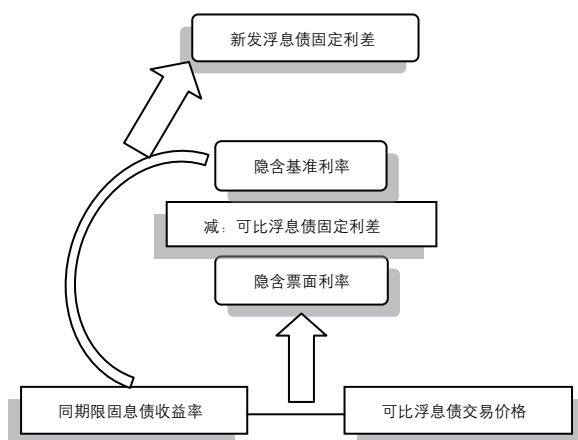 新发浮息债固定利差
隐含基准利率
减：可比浮息债固定利差
隐含票面利率
同期限固息债收益率
可比浮息债交易价格